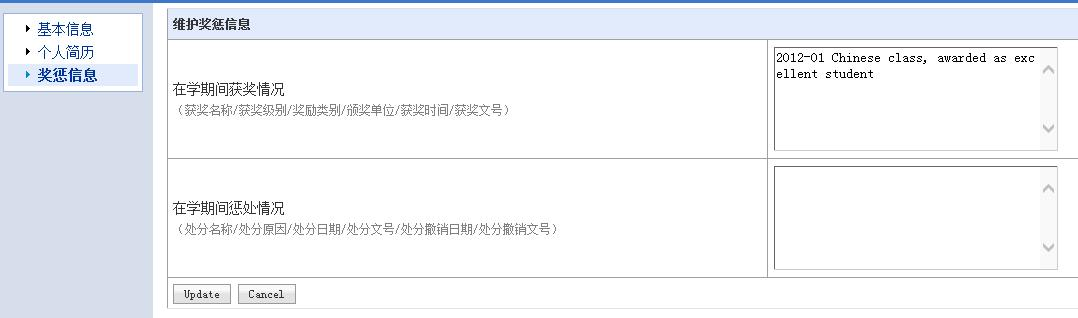 基本信息
个人简历
奖惩信息
维护奖惩信息
在学期间获奖情况
（获奖名称/获奖级别/奖励类别/颁奖单位/获奖时间/获奖文号）
2012-01 Chinese class, awarded as exc
ellent student
在学期间惩处情况
（处分名称/处分原因/处分日期/处分文号/处分撤销日期/处分撤销文号）
Update Cancel